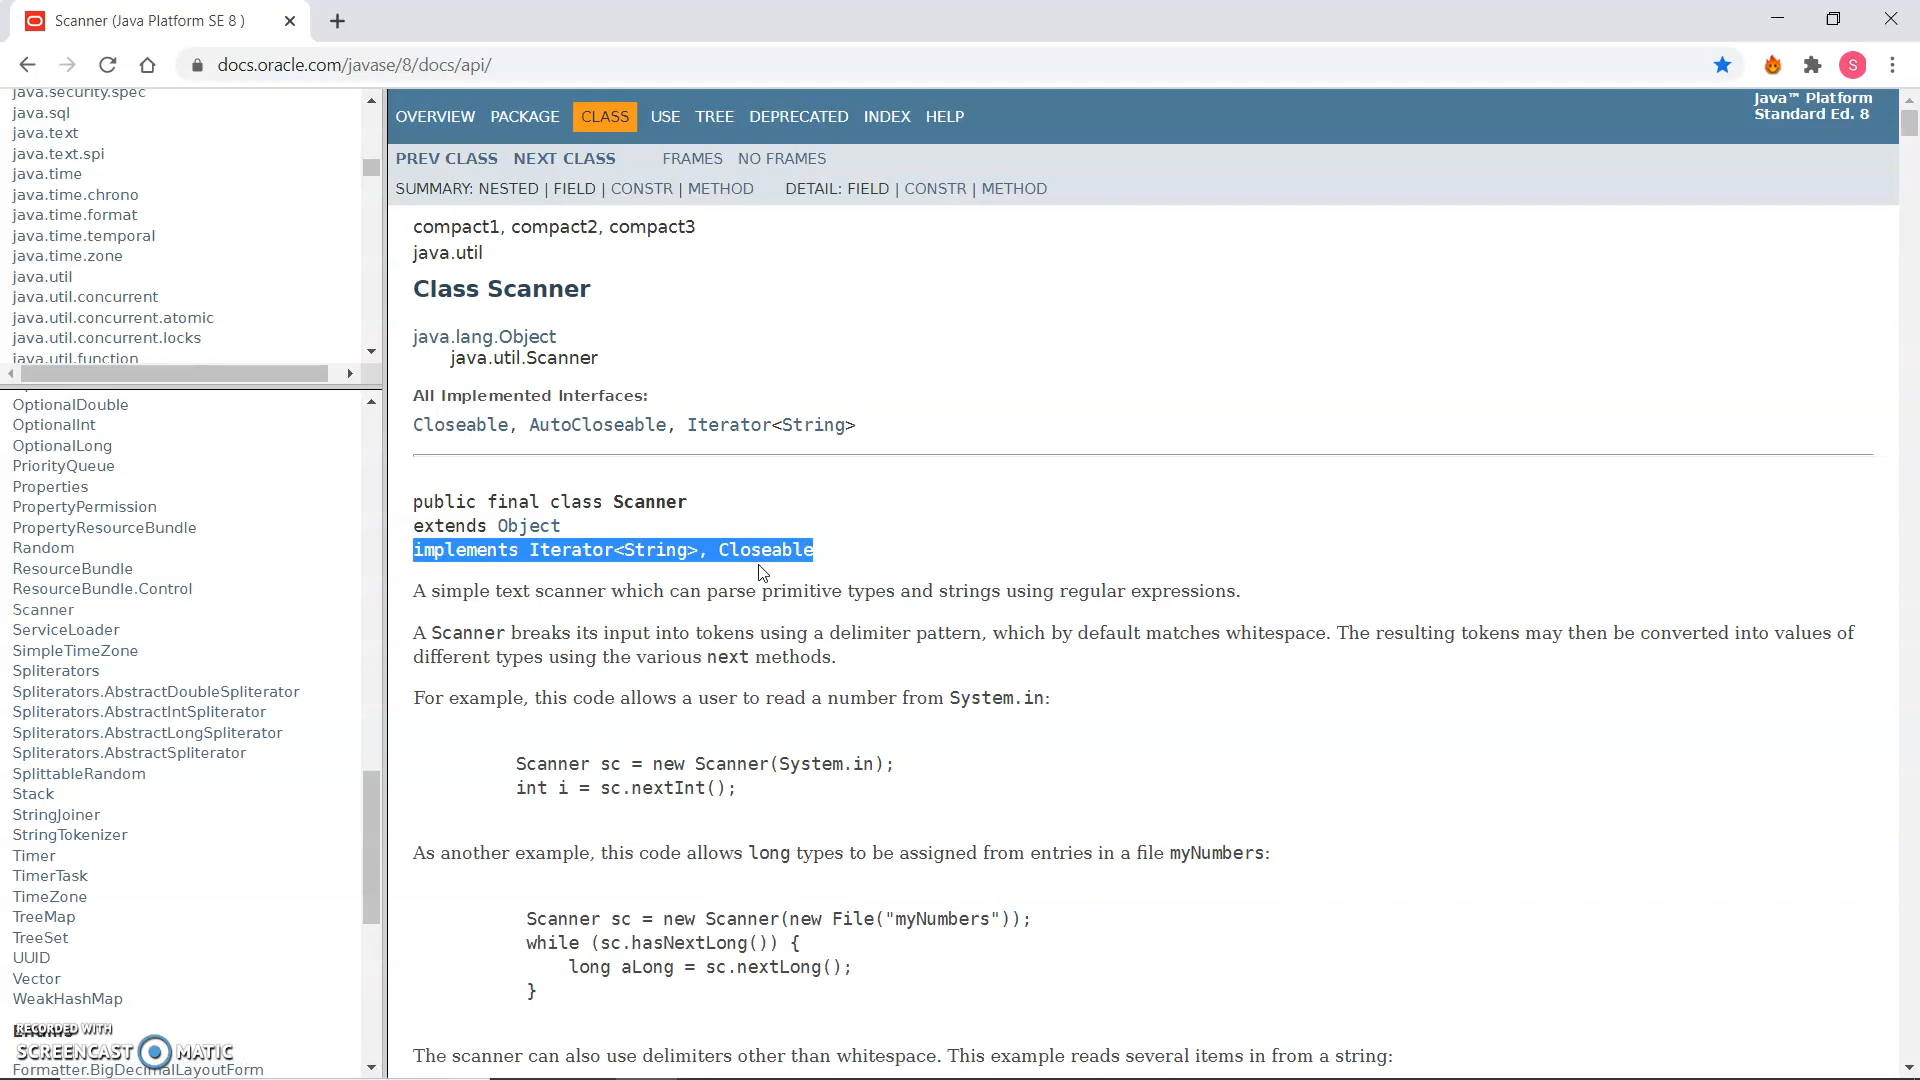 Scanner (Java Platform SE 8 )
docs.oracle.com/javase/8/docs/api/
S
java.security.spec
java.sql
java.text
java.text.spi
java.time
java.time.chrono
java.time.format
java.time.temporal
java.time.zone
java.util
java.util.concurrent
java.util.concurrent.atomic
java.util.concurrent.locks
java.util.function
OptionalDouble
OptionalInt
OptionalLong
PriorityQueue
Properties
PropertyPermission
PropertyResourceBundle
Random
ResourceBundle
ResourceBundle.Control
Scanner
ServiceLoader
SimpleTimeZone
Spliterators
Spliterators.AbstractDoubleSpliterator
Spliterators.AbstractIntSpliterator
Spliterators.AbstractLongSpliterator
Spliterators.AbstractSpliterator
SplittableRandom
Stack
StringJoiner
StringTokenizer
Timer
TimerTask
TimeZone
TreeMap
TreeSet
UUID
Vector
WeakHashMap
Enums
RECORDED WITH
SCREENCAST MATIC
Formatter.BigDecimalLayoutForm
OVERVIEW PACKAGE CLASS USE TREE DEPRECATED INDEX HELP
Java™ Platform
Standard Ed. 8
PREV CLASS NEXT CLASS FRAMES NO FRAMES
SUMMARY: NESTED | FIELD | CONSTR | METHOD DETAIL: FIELD | CONSTR | METHOD
compact1, compact2, compact3
java.util
Class Scanner
java.lang.Object
java.util.Scanner
All Implemented Interfaces:
Closeable, AutoCloseable, Iterator<String>
public final class Scanner
extends Object
implements Iterator<String>, Closeable
A simple text scanner which can parse primitive types and strings using regular expressions.
A Scanner breaks its input into tokens using a delimiter pattern, which by default matches whitespace. The resulting tokens may then be converted into values of
different types using the various next methods.
For example, this code allows a user to read a number from System.in:
Scanner sc = new Scanner(System.in);
int i = sc.nextInt();
As another example, this code allows long types to be assigned from entries in a file myNumbers:
Scanner sc = new Scanner(new File("myNumbers"));
while (sc.hasNextLong()) {
long aLong = sc.nextLong();
}
The scanner can also use delimiters other than whitespace. This example reads several items in from a string: